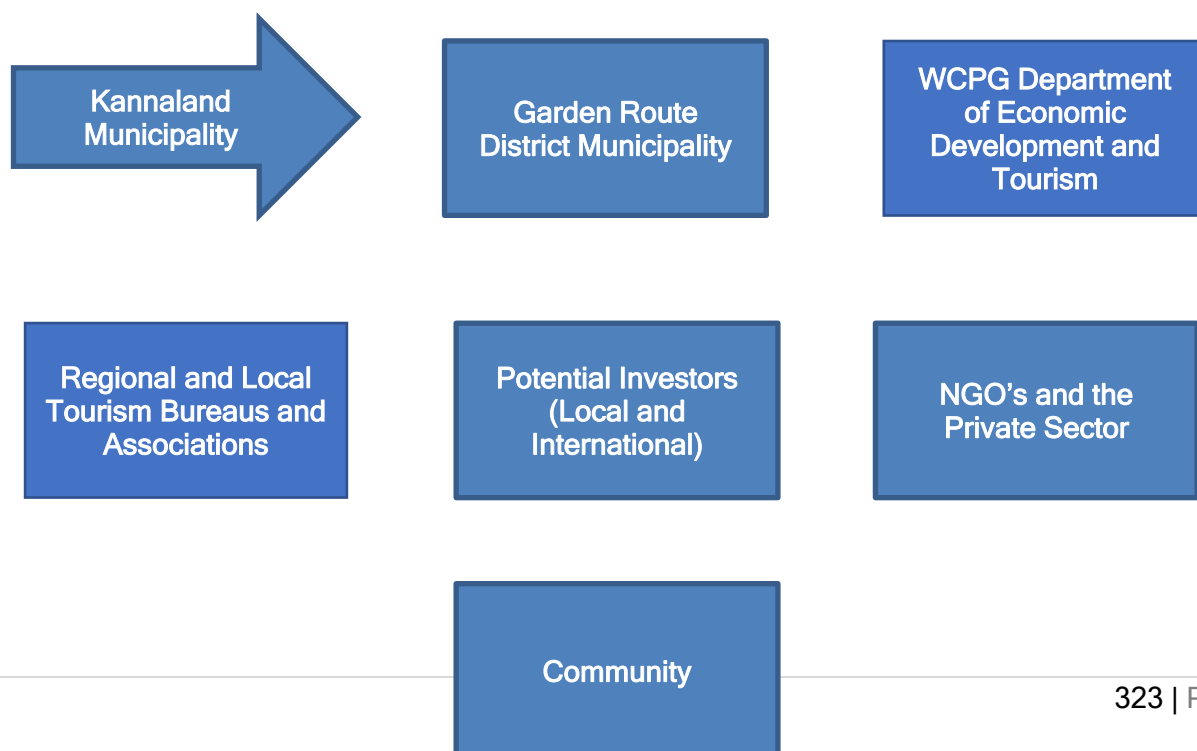 Kannaland
Municipality
Garden Route
District Municipality
WCPG Department
of Economic
Development and
Tourism
Regional and Local
Tourism Bureaus and
Associations
Potential Investors
(Local and
International)
NGO's and the
Private Sector
Community
323 | P